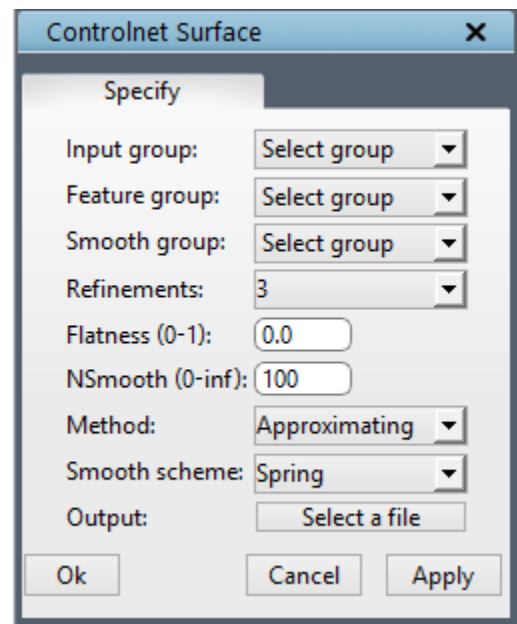 Controlnet Surface
Specify
Input group: Select group
Feature group: Select group
Smooth group: Select group
Refinements: 3
Flatness (0-1): 0.0
NSmooth (0-inf): 100
Method: Approximating
Smooth scheme: Spring
Output: Select a file
Ok Cancel Apply